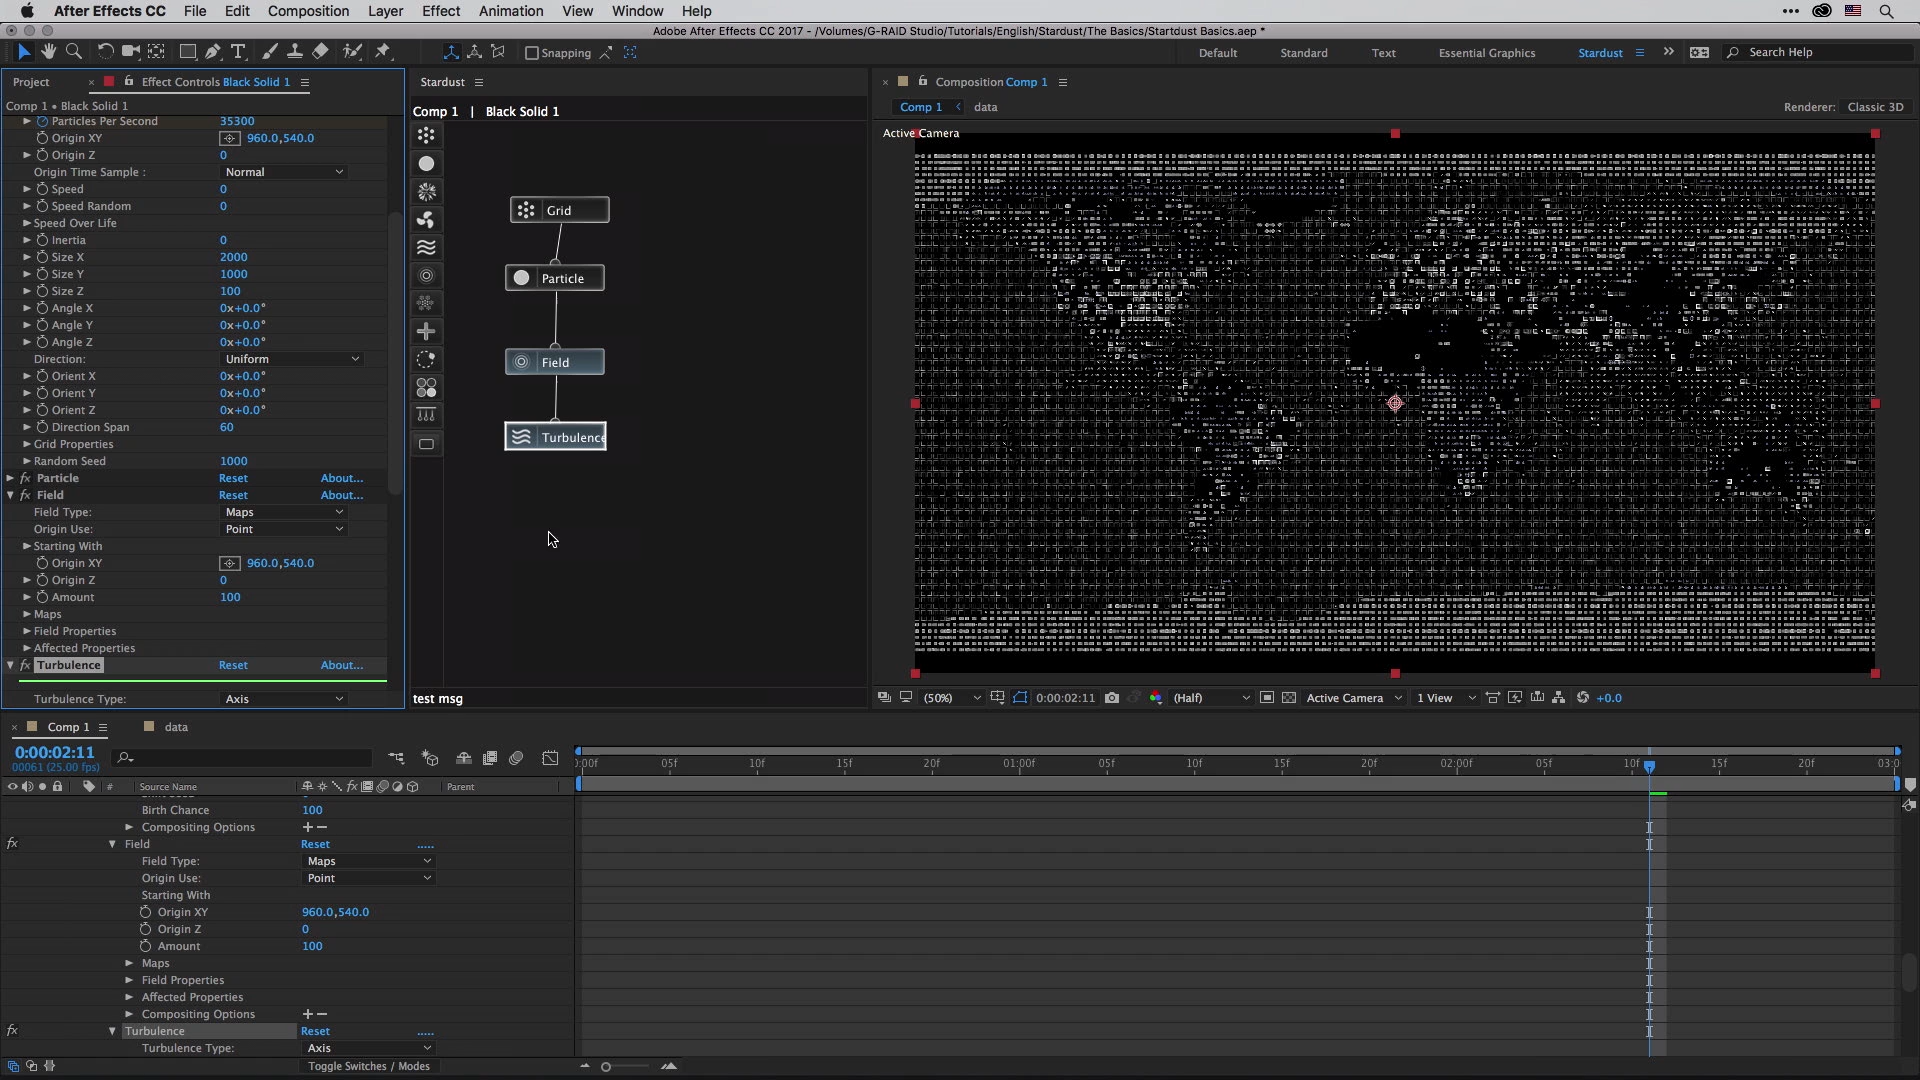 After Effects CC File Edit Composition Layer Effect Animation View Window Help
Adobe After Effects CC 2017 - /Volumes/G-RAID Studio/Tutorials/English/Stardust/The Basics/Startdust Basics.aep *
Snapping Default Standard Text Essential Graphics Stardust Search Help
Project Effect Controls Black Solid 1
Comp 1 • Black Solid 1
Particles Per Second 35300
Origin XY 960.0,540.0
Origin Z 0
Origin Time Sample : Normal
Speed 0
Speed Random 0
Speed Over Life
Inertia 0
Size X 2000
Size Y 1000
Size Z 100
Angle X 0x+0.0°
Angle Y 0x+0.0°
Angle Z 0x+0.0°
Direction: Uniform
Orient X 0x+0.0°
Orient Y 0x+0.0°
Orient Z 0x+0.0°
Direction Span 60
Grid Properties
Random Seed 1000
fx Particle Reset About...
fx Field Reset About...
Field Type: Maps
Origin Use: Point
Starting With
Origin XY 960.0,540.0
Origin Z 0
Amount 100
Maps
Field Properties
Affected Properties
fx Turbulence Reset About...
Turbulence Type: Axis
Stardust
Comp 1 | Black Solid 1
Grid
Particle
Field
Turbulence
test msg
Composition Comp 1
Comp 1 data Renderer: Classic 3D
Active Camera
(50%) 0:00:02:11 (Half) Active Camera 1 View +0.0
Comp 1 data
0:00:02:11
00061 (25.00 fps)
:00f 05f 10f 15f 20f 01:00f 05f 10f 15f 20f 02:00f 05f 10f 15f 20f 03:0
# Source Name fx Parent
Birth Chance 100
Compositing Options + −
fx Field Reset .....
Field Type: Maps
Origin Use: Point
Starting With
Origin XY 960.0,540.0
Origin Z 0
Amount 100
Maps
Field Properties
Affected Properties
Compositing Options + −
fx Turbulence Reset .....
Turbulence Type: Axis
Toggle Switches / Modes